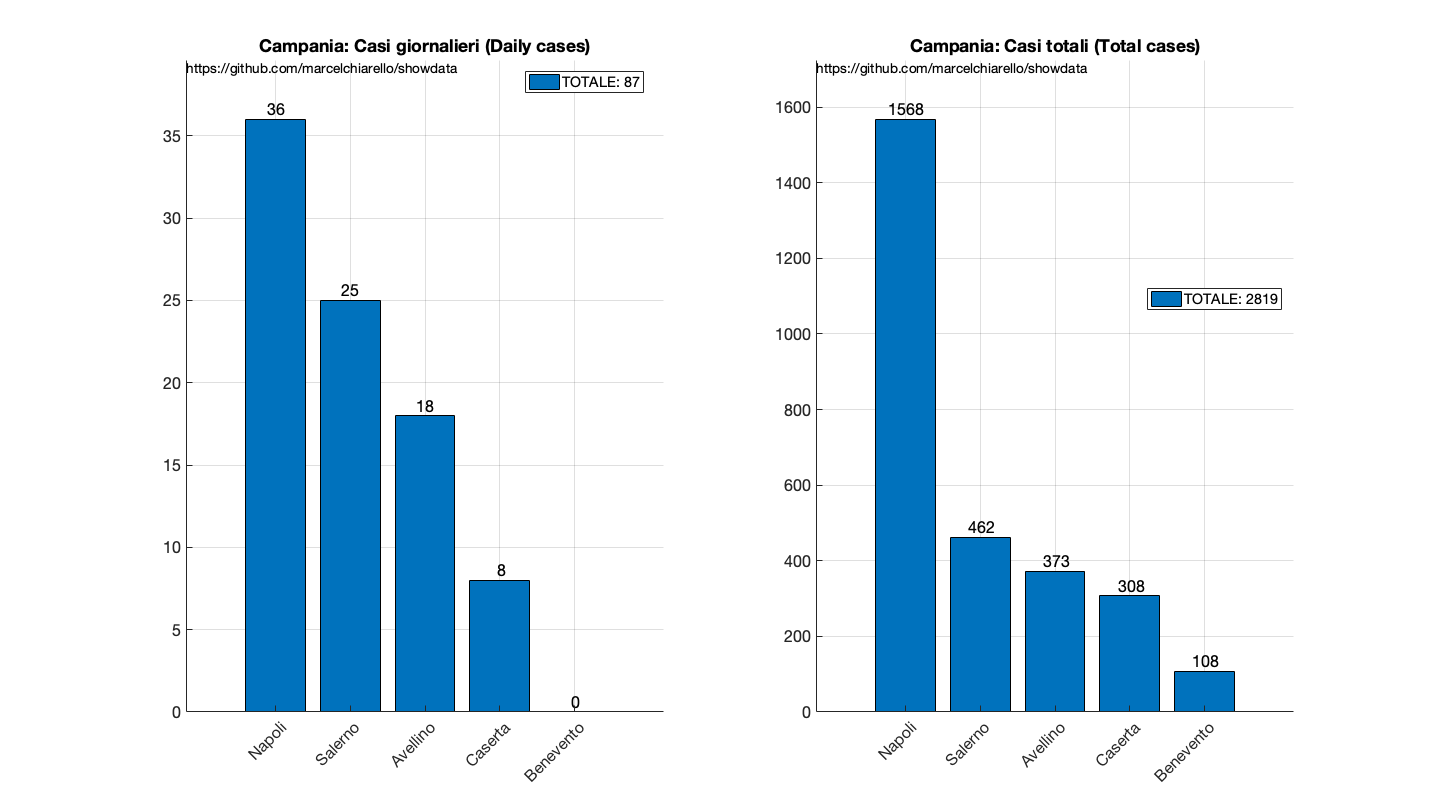 Campania: Casi giornalieri (Daily cases)
https://github.com/marcelchiarello/showdata
TOTALE: 87
36
25
18
8
0
35
30
25
20
15
10
5
0
Napoli
Salerno
Avellino
Caserta
Benevento
Campania: Casi totali (Total cases)
https://github.com/marcelchiarello/showdata
TOTALE: 2819
1568
462
373
308
108
1600
1400
1200
1000
800
600
400
200
0
Napoli
Salerno
Avellino
Caserta
Benevento